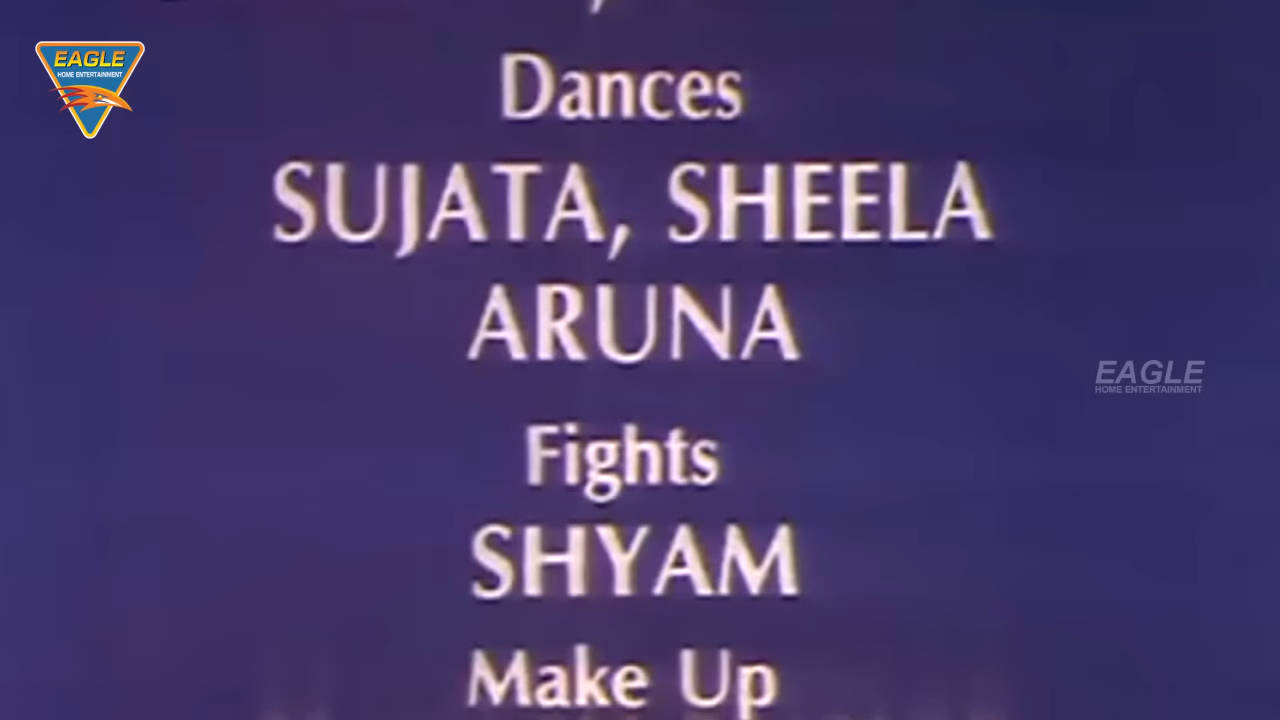 EAGLE
HOME ENTERTAINMENT
Dances
SUJATA, SHEELA
ARUNA
EAGLE
HOME ENTERTAINMENT
Fights
SHYAM
Make Up